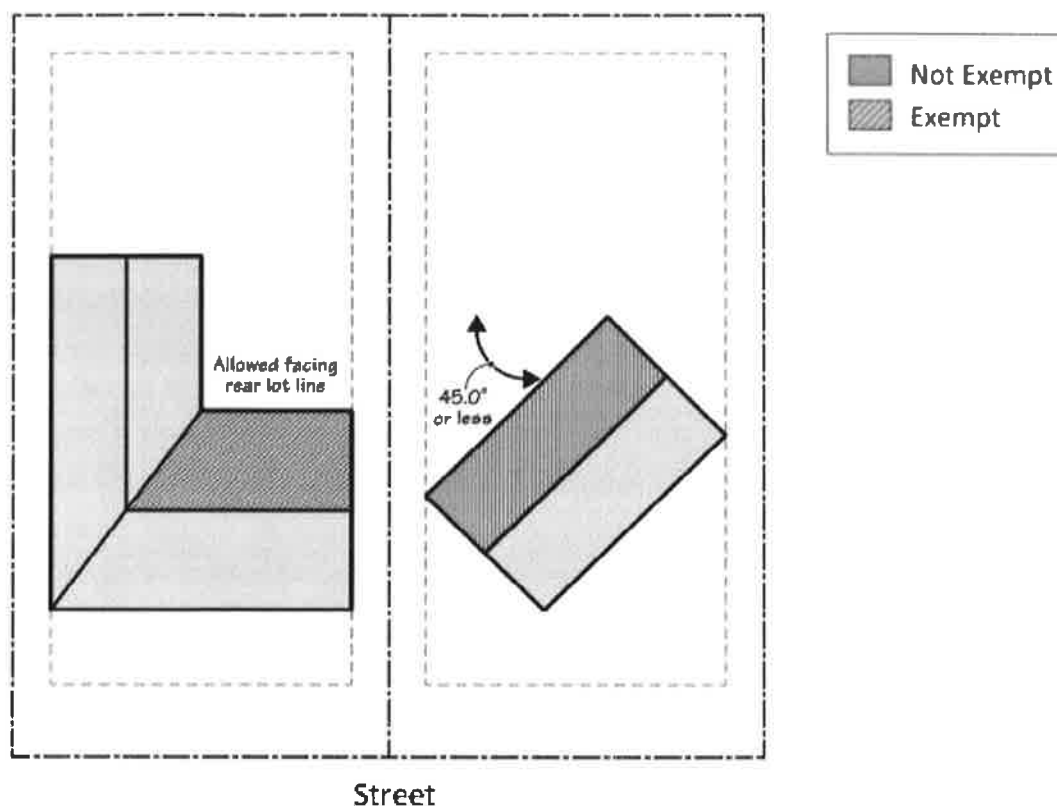 Not Exempt
Exempt
Allowed facing
rear lot line
45.0°
or less
Street